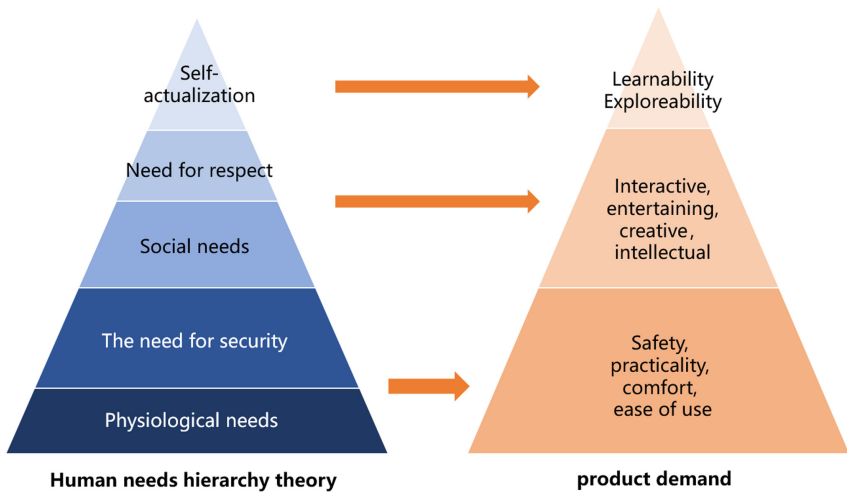 Self-
actualization
Need for respect
Social needs
The need for security
Physiological needs
Human needs hierarchy theory
Learnability
Exploreability
Interactive,
entertaining,
creative,
intellectual
Safety,
practicality,
comfort,
ease of use
product demand